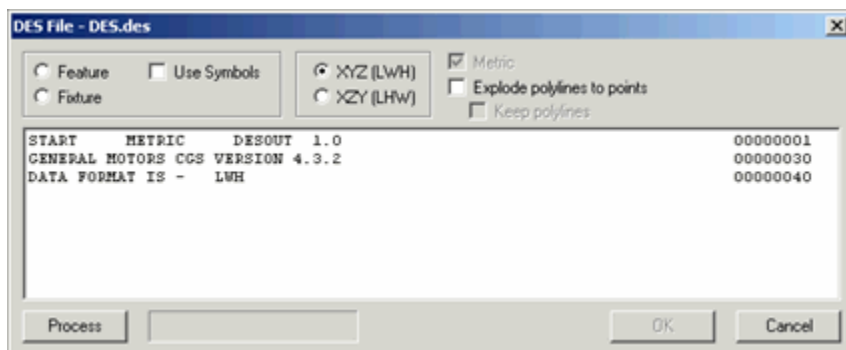 DES File - DES.des
Feature
Use Symbols
Fixture
XYZ (LWH)
XZY (LHW)
Metric
Explode polylines to points
Keep polylines
START METRIC DESOUT 1.0 00000001
GENERAL MOTORS CGS VERSION 4.3.2 00000030
DATA FORMAT IS - LWH 00000040
Process
OK
Cancel